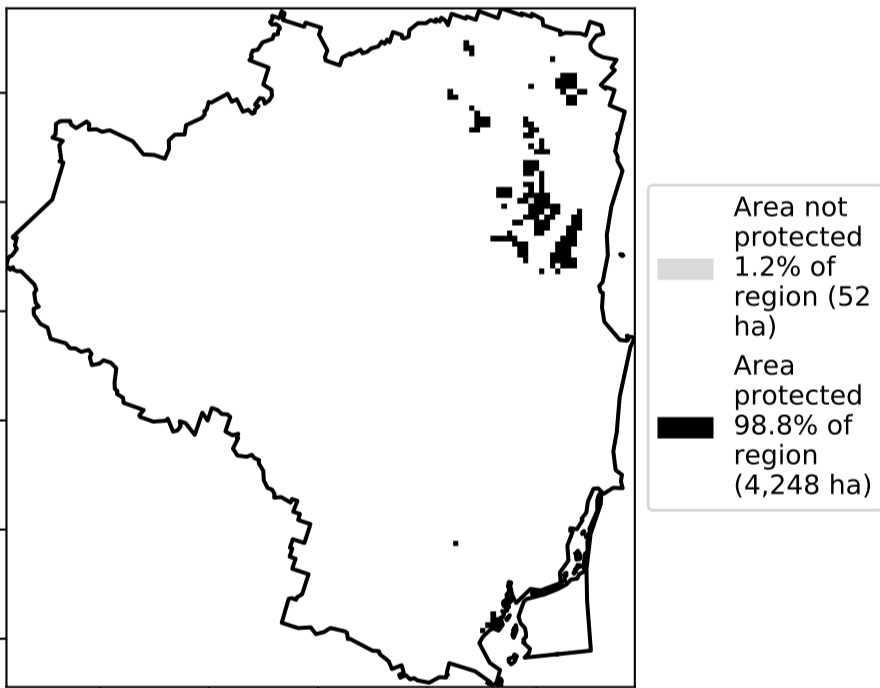 Area not
protected
1.2% of
region (52
ha)
Area
protected
98.8% of
region
(4,248 ha)